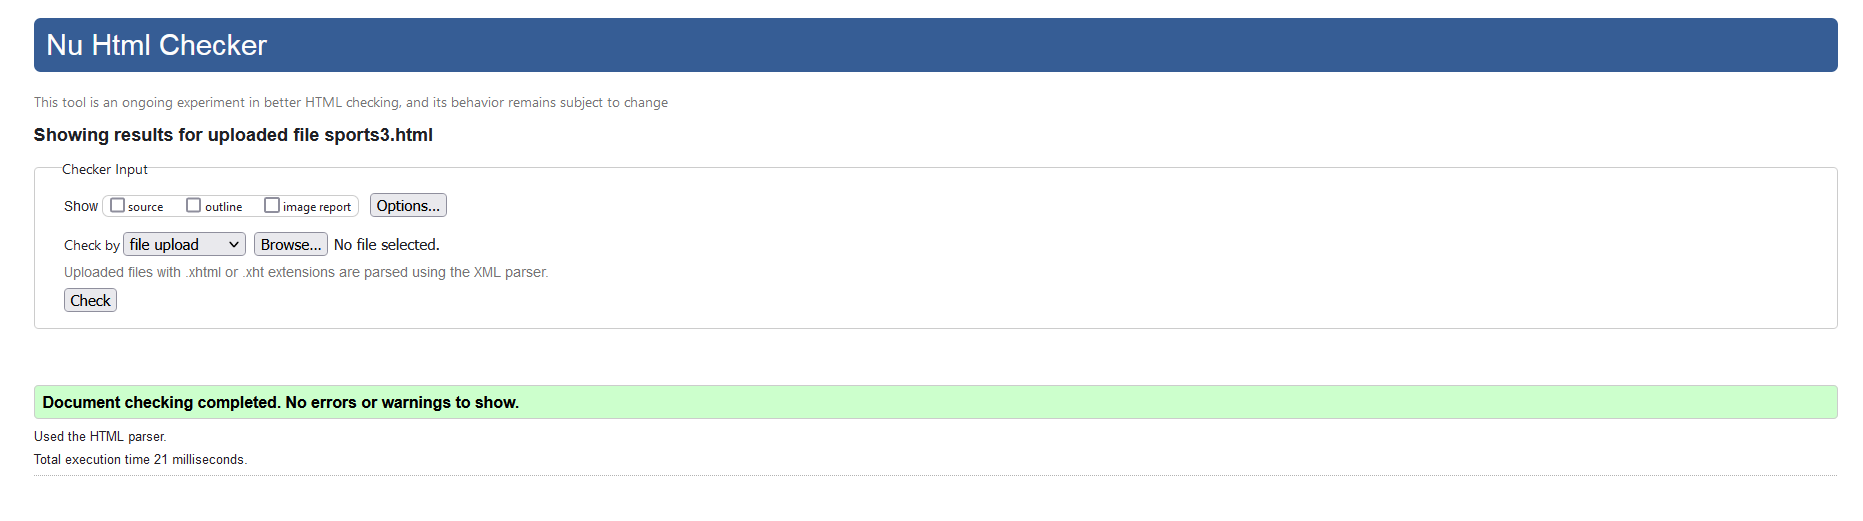 Nu Html Checker
This tool is an ongoing experiment in better HTML checking, and its behavior remains subject to change
Showing results for uploaded file sports3.html
Checker Input
Show source outline image report Options...
Check by file upload Browse... No file selected.
Uploaded files with .xhtml or .xht extensions are parsed using the XML parser.
Check
Document checking completed. No errors or warnings to show.
Used the HTML parser.
Total execution time 21 milliseconds.